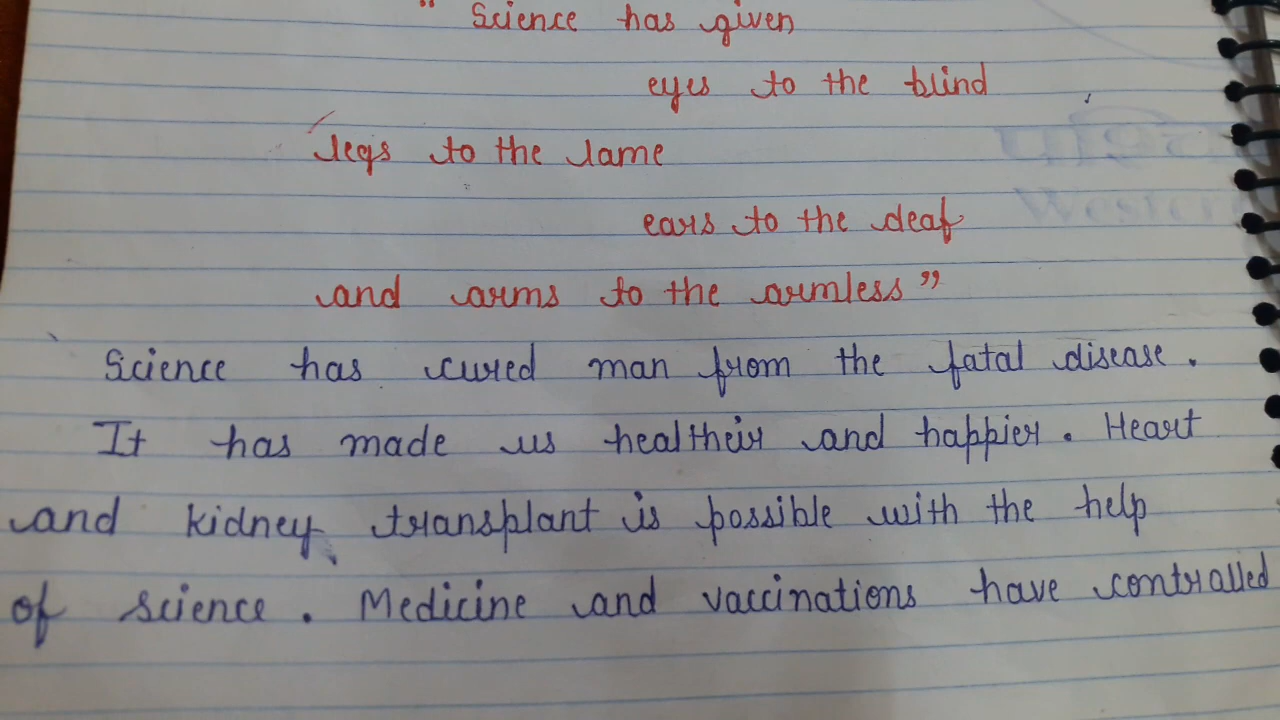 " Science has given
eyes to the blind
legs to the lame
ears to the deaf
and arms to the armless"
Science has cured man from the fatal disease.
It has made us healtheir and happier. Heart
and kidney transplant is possible with the help
of science. Medicine and vaccinations have contralled